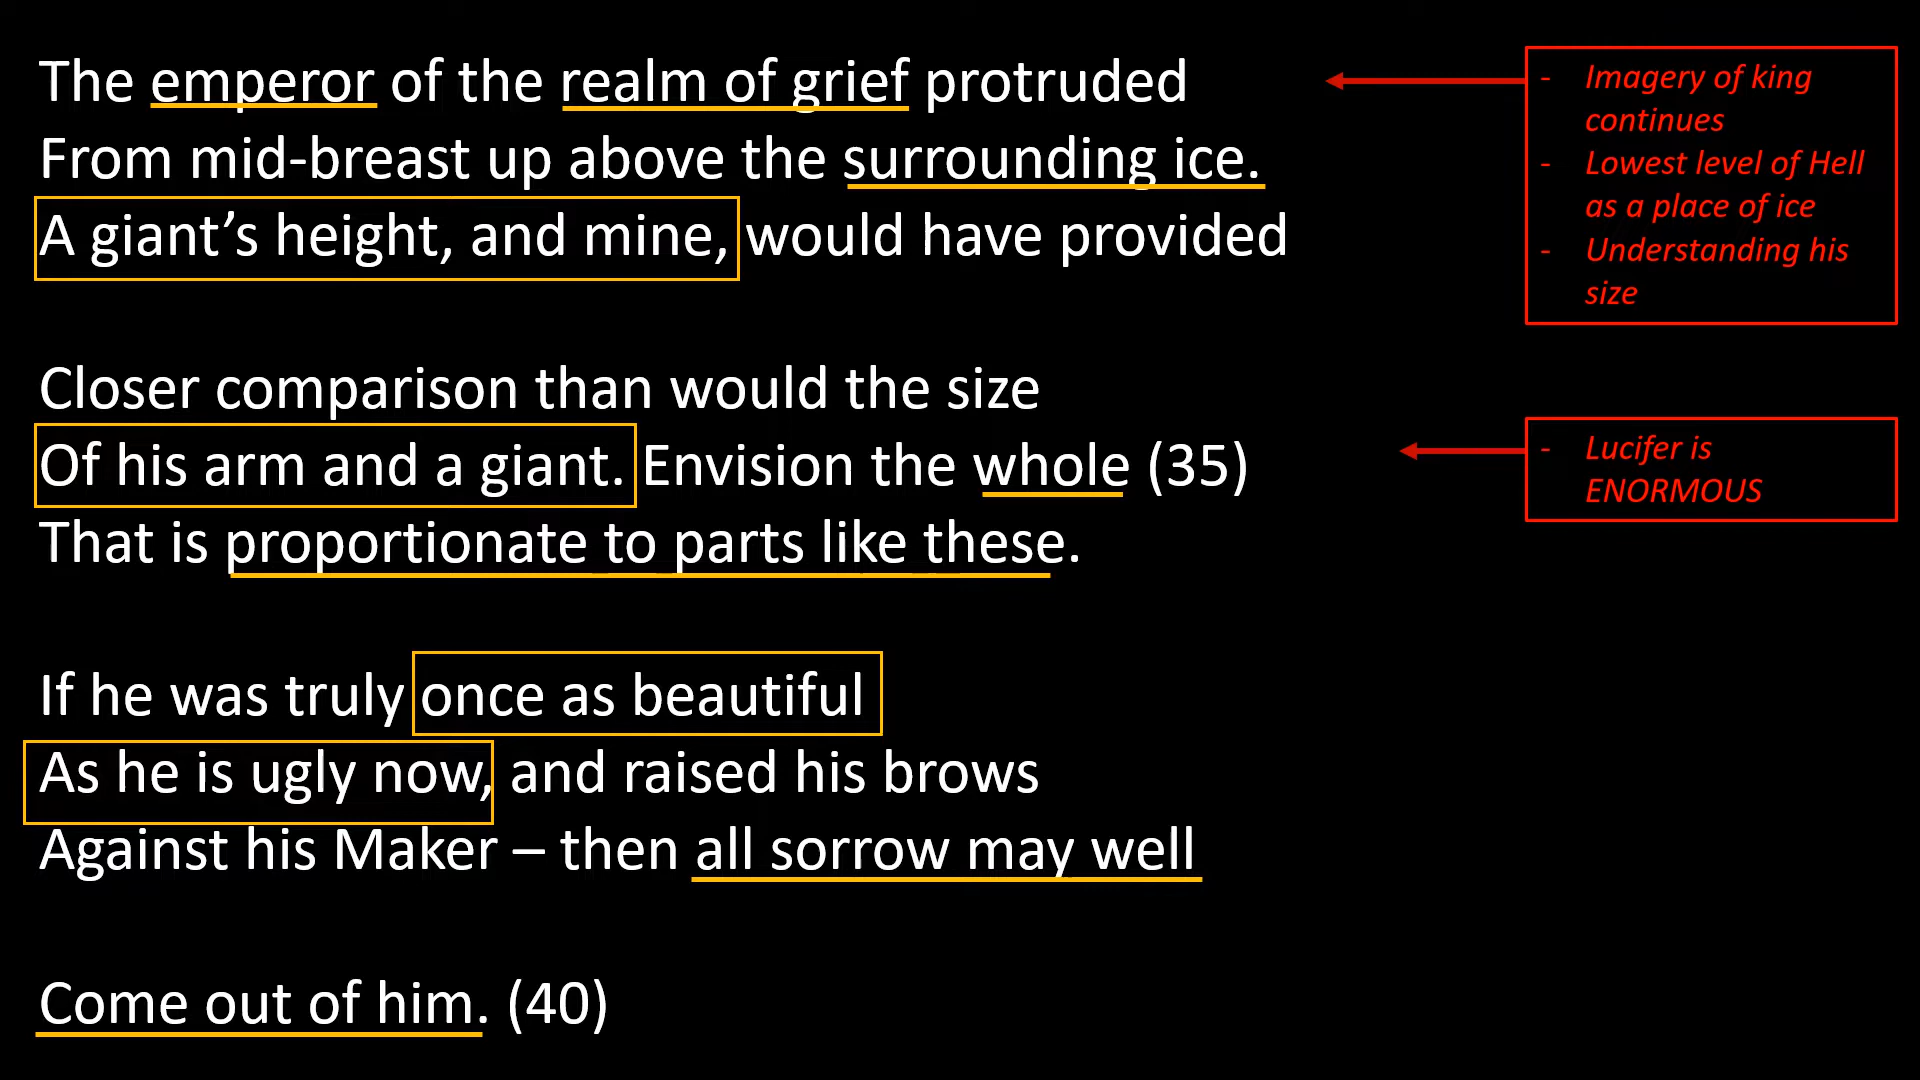 The emperor of the realm of grief protruded
From mid-breast up above the surrounding ice.
A giant’s height, and mine, would have provided
Closer comparison than would the size
Of his arm and a giant. Envision the whole (35)
That is proportionate to parts like these.
If he was truly once as beautiful
As he is ugly now, and raised his brows
Against his Maker – then all sorrow may well
Come out of him. (40)
- Imagery of king
continues
- Lowest level of Hell
as a place of ice
- Understanding his
size
- Lucifer is
ENORMOUS